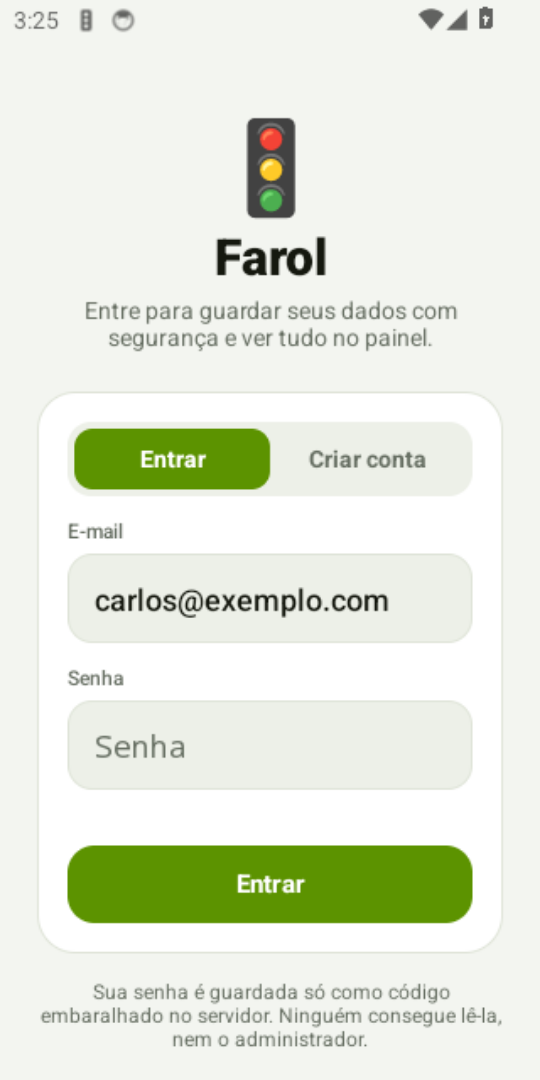 3:25
Farol
Entre para guardar seus dados com
segurança e ver tudo no painel.
Entrar
Criar conta
E-mail
carlos@exemplo.com
Senha
Senha
Entrar
Sua senha é guardada só como código
embaralhado no servidor. Ninguém consegue lê-la,
nem o administrador.